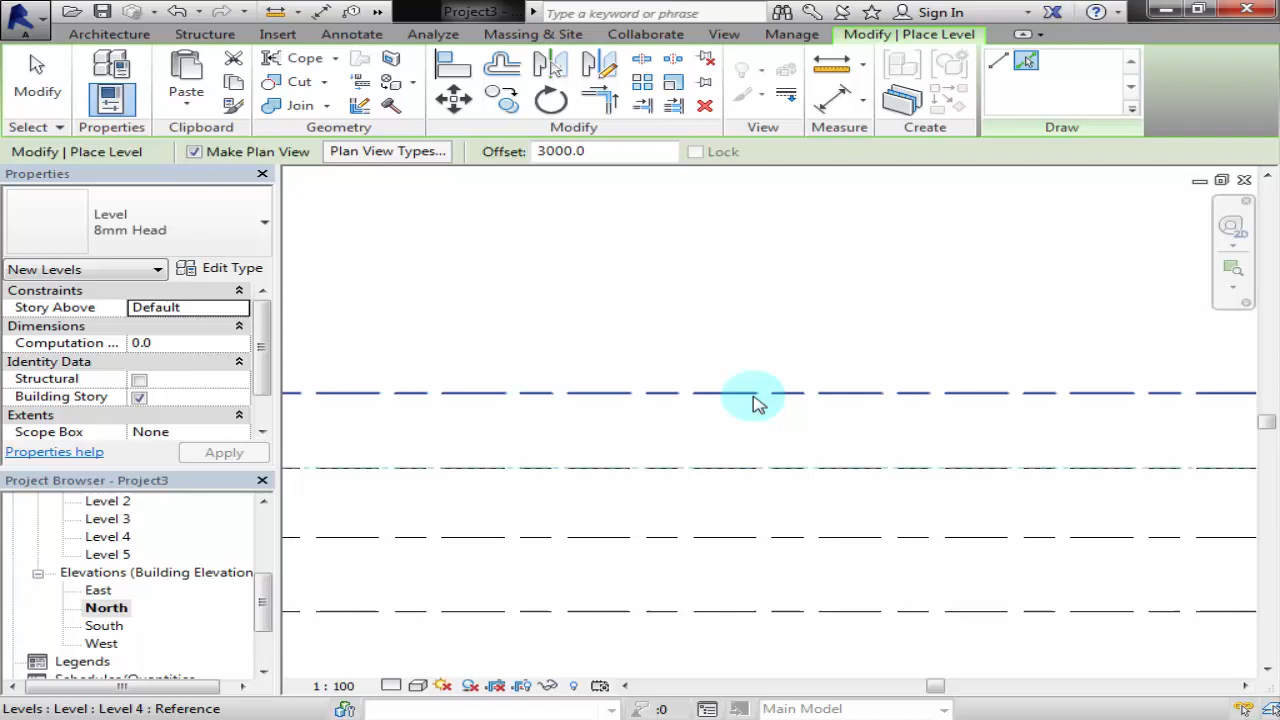 Project3 - ...
Type a keyword or phrase
Sign In
Architecture Structure Insert Annotate Analyze Massing & Site Collaborate View Manage Modify | Place Level
Modify
Properties
Paste
Cope
Cut
Join
Select Properties Clipboard Geometry Modify View Measure Create Draw
Modify | Place Level Make Plan View Plan View Types... Offset: 3000.0 Lock
Properties
Level
8mm Head
New Levels Edit Type
Constraints
Story Above Default
Dimensions
Computation ... 0.0
Identity Data
Structural
Building Story
Extents
Scope Box None
Properties help Apply
Project Browser - Project3
Level 2
Level 3
Level 4
Level 5
Elevations (Building Elevation
East
North
South
West
Legends
Schedules/Quantities
2D
1 : 100
Levels : Level : Level 4 : Reference
:0
Main Model